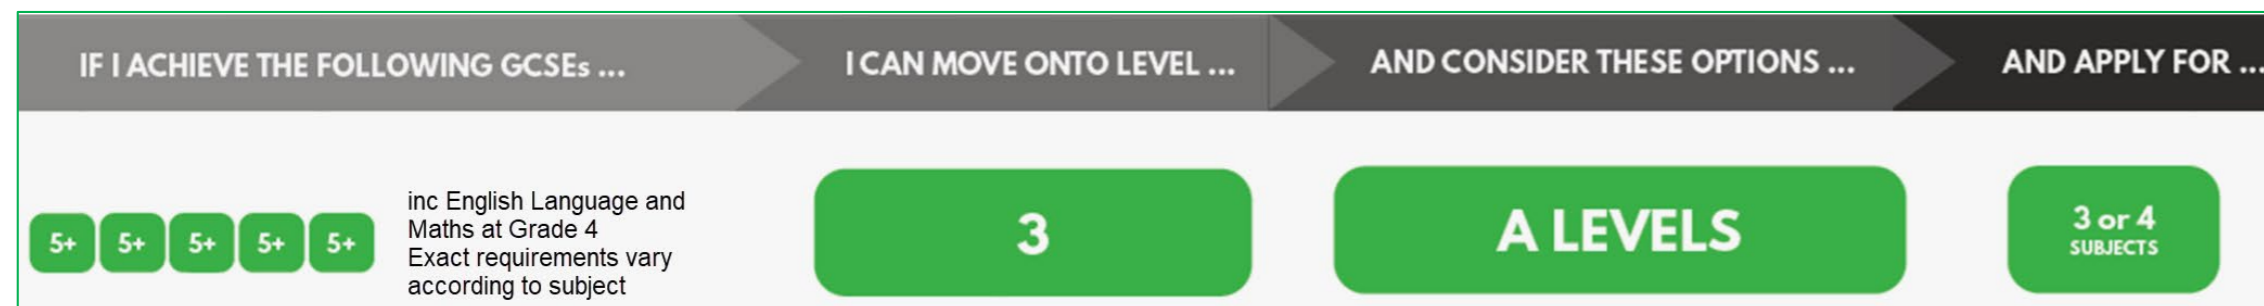 IF I ACHIEVE THE FOLLOWING GCSEs ...
I CAN MOVE ONTO LEVEL ...
AND CONSIDER THESE OPTIONS ...
AND APPLY FOR ...
5+ 5+ 5+ 5+ 5+
inc English Language and
Maths at Grade 4
Exact requirements vary
according to subject
3
A LEVELS
3 or 4
SUBJECTS